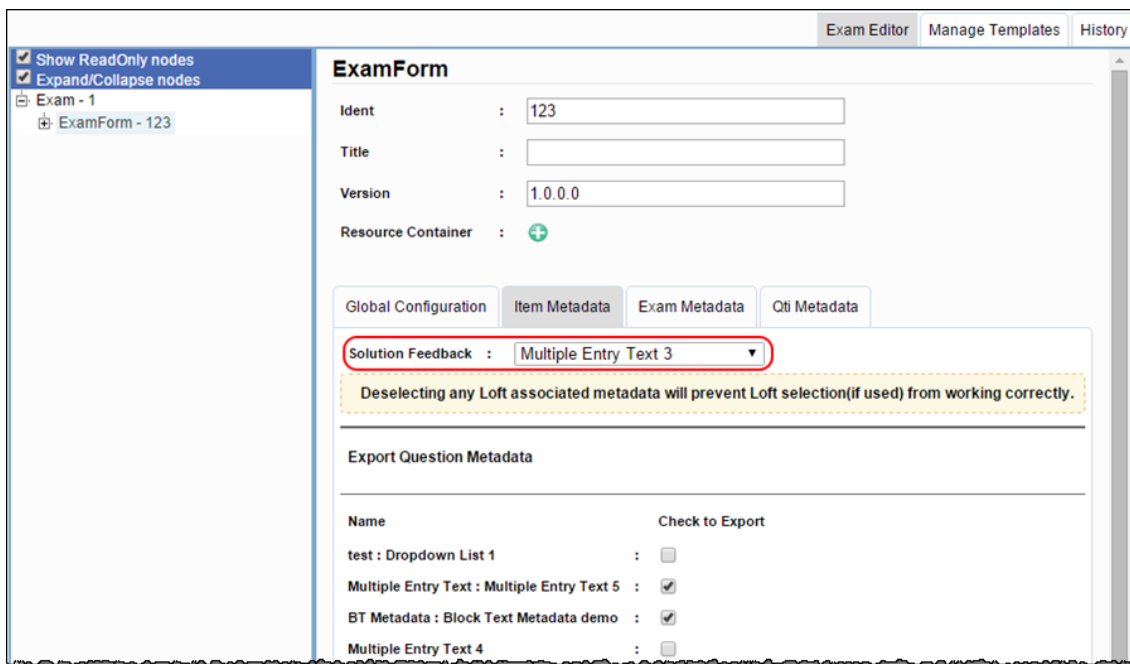 Exam Editor Manage Templates History
Show ReadOnly nodes
Expand/Collapse nodes
Exam - 1
ExamForm - 123
ExamForm
Ident : 123
Title :
Version : 1.0.0.0
Resource Container :
Global Configuration Item Metadata Exam Metadata Qti Metadata
Solution Feedback : Multiple Entry Text 3
Deselecting any Loft associated metadata will prevent Loft selection(if used) from working correctly.
Export Question Metadata
Name Check to Export
test : Dropdown List 1 :
Multiple Entry Text : Multiple Entry Text 5 :
BT Metadata : Block Text Metadata demo :
Multiple Entry Text 4 :